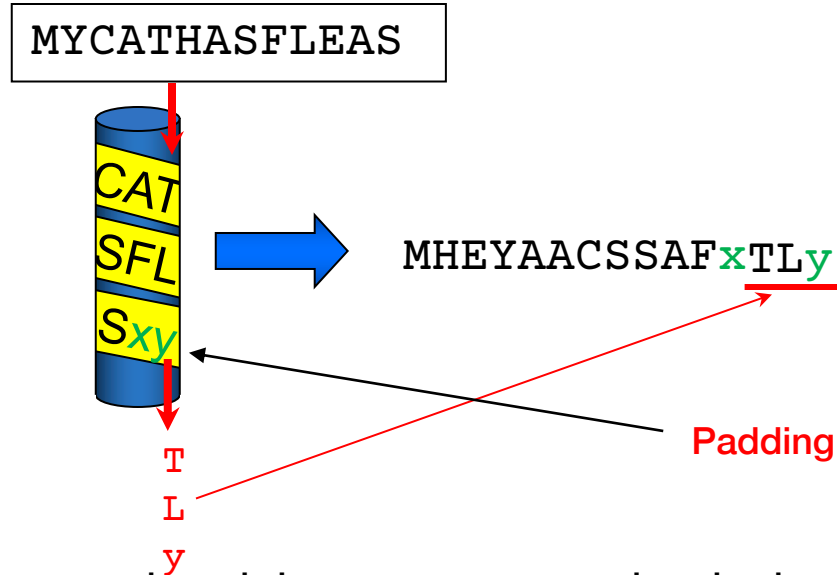 MYCATHASFLEAS
CAT
SFL
Sxy
MHEYAACSSAFxTLy
Padding
T
L
y